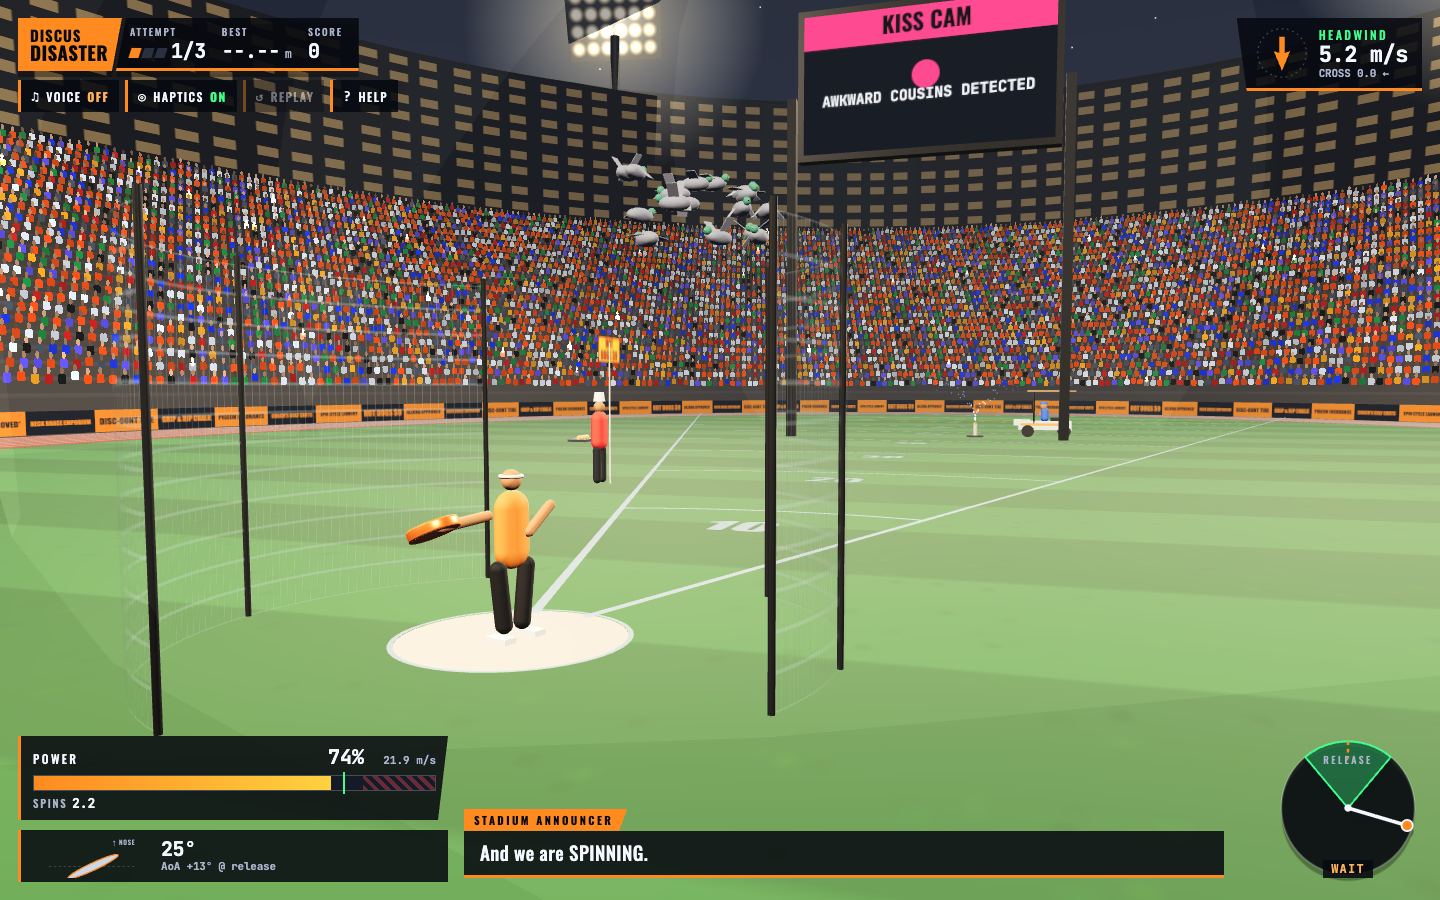 DISCUS
DISASTER
ATTEMPT
1/3
BEST
--.-- m
SCORE
0
♫ VOICE OFF
◎ HAPTICS ON
↺ REPLAY
? HELP
KISS CAM
AWKWARD COUSINS DETECTED
HEADWIND
5.2 m/s
CROSS 0.0 ←
10
POWER
74%
21.9 m/s
SPINS 2.2
↑ NOSE
25°
AoA +13° @ release
STADIUM ANNOUNCER
And we are SPINNING.
RELEASE
WAIT